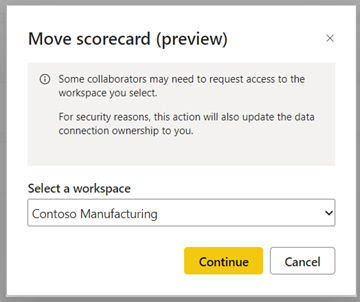 Move scorecard (preview)
Some collaborators may need to request access to the
workspace you select.
For security reasons, this action will also update the data
connection ownership to you.
Select a workspace
Contoso Manufacturing
Continue
Cancel